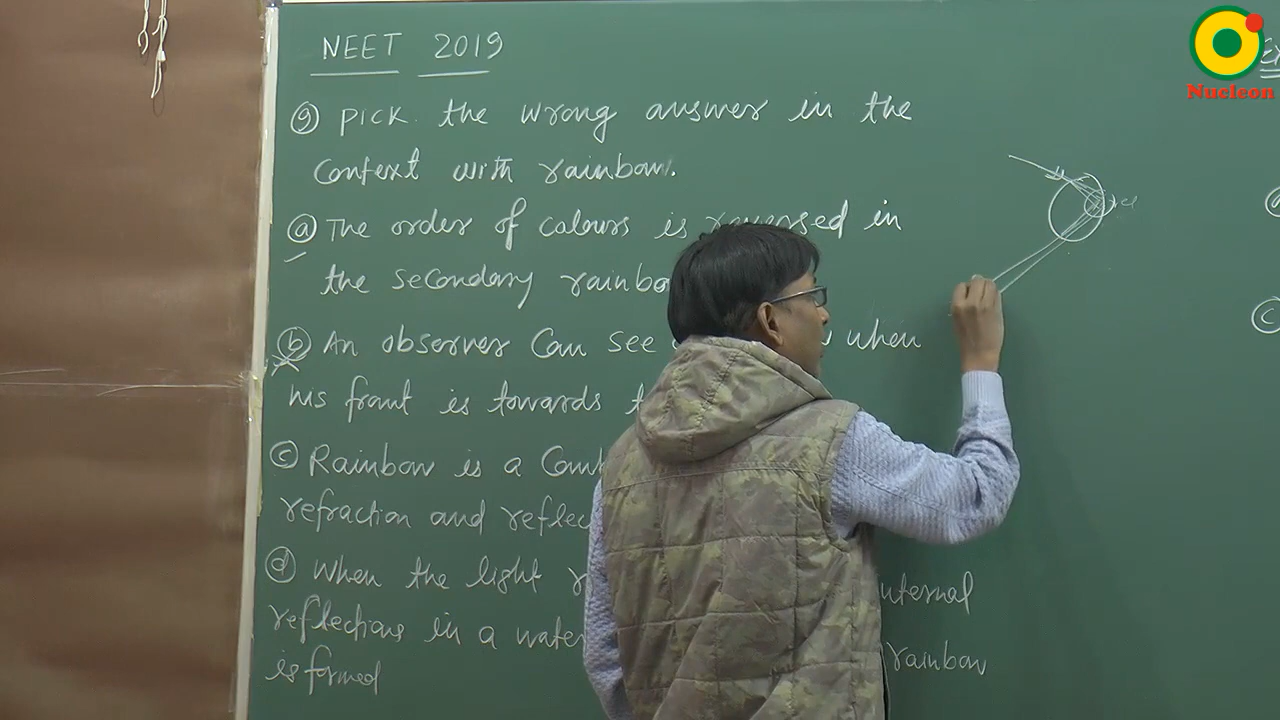 NEET 2019
Nucleon
g) PICK the wrong answer in the
Context with rainbow.
(a) The order of colours is reversed in
the secondary rainbo
(b) An observer Can see when
his front is towards t
(c) Rainbow is a Comb
refraction and reflec
(d) When the light internal
reflections in a water rainbow
is formed
(c)